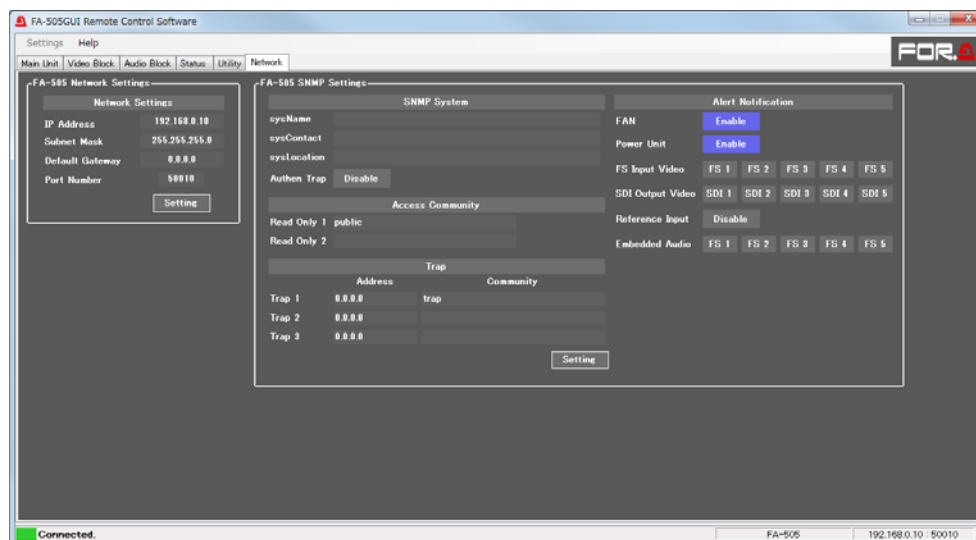 FA-505GUI Remote Control Software
Settings Help
FOR.A
Main Unit Video Block Audio Block Status Utility Network
FA-505 Network Settings
Network Settings
IP Address 192.168.0.10
Subnet Mask 255.255.255.0
Default Gateway 0.0.0.0
Port Number 50010
Setting
FA-505 SNMP Settings
SNMP System
sysName
sysContact
sysLocation
Authen Trap Disable
Access Community
Read Only 1 public
Read Only 2
Trap
Address Community
Trap 1 0.0.0.0 trap
Trap 2 0.0.0.0
Trap 3 0.0.0.0
Setting
Alert Notification
FAN Enable
Power Unit Enable
FS Input Video FS 1 FS 2 FS 3 FS 4 FS 5
SDI Output Video SDI 1 SDI 2 SDI 3 SDI 4 SDI 5
Reference Input Disable
Embedded Audio FS 1 FS 2 FS 3 FS 4 FS 5
Connected. FA-505 192.168.0.10 : 50010